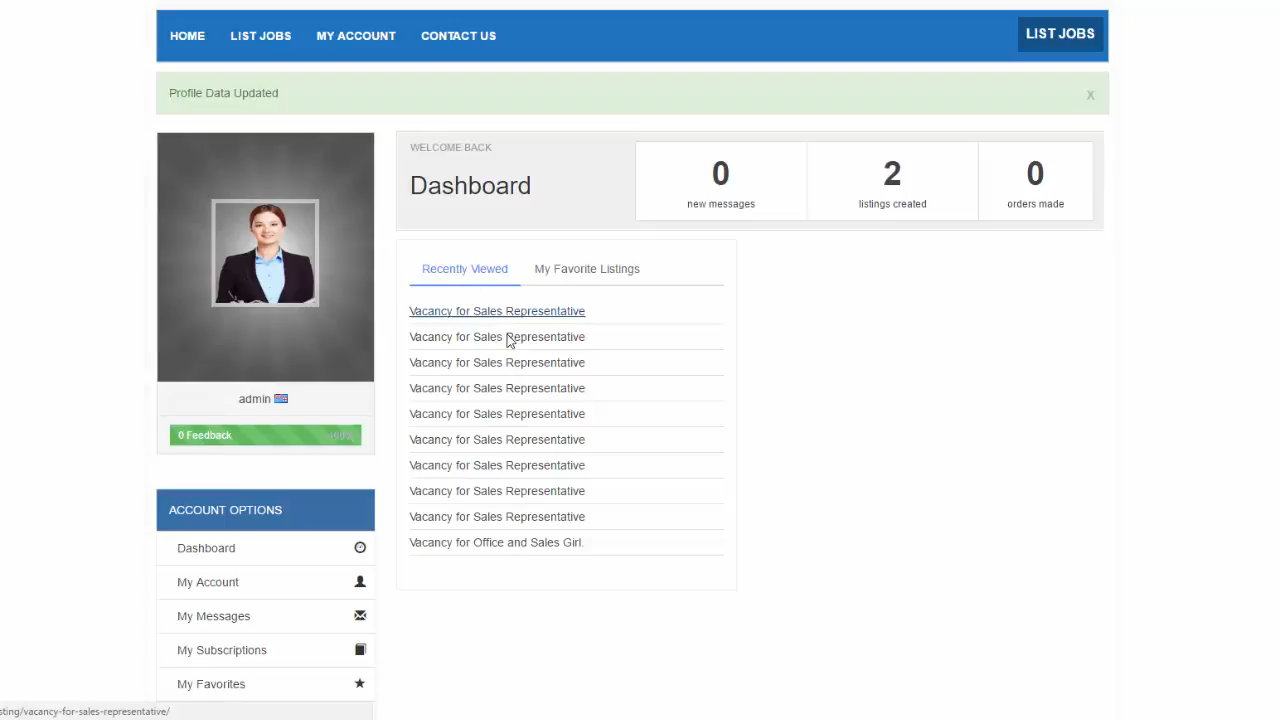 HOME LIST JOBS MY ACCOUNT CONTACT US LIST JOBS
Profile Data Updated X
WELCOME BACK
Dashboard
0 2 0
new messages listings created orders made
Recently Viewed My Favorite Listings
Vacancy for Sales Representative
Vacancy for Sales Representative
Vacancy for Sales Representative
Vacancy for Sales Representative
Vacancy for Sales Representative
Vacancy for Sales Representative
Vacancy for Sales Representative
Vacancy for Sales Representative
Vacancy for Sales Representative
Vacancy for Office and Sales Girl.
admin
0 Feedback
ACCOUNT OPTIONS
Dashboard
My Account
My Messages
My Subscriptions
My Favorites
sting/vacancy-for-sales-representative/